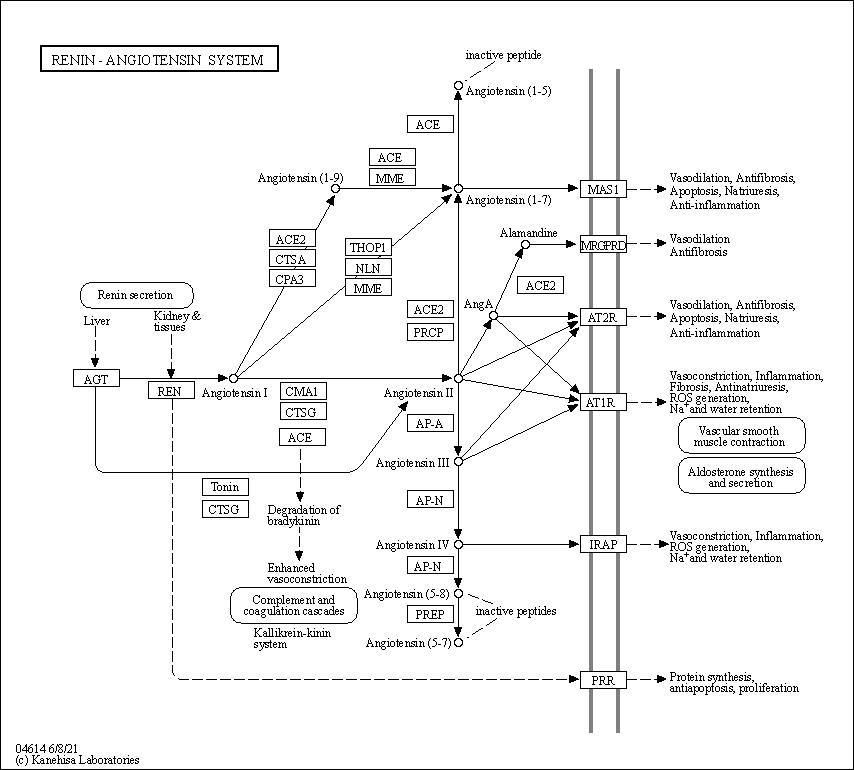 RENIN - ANGIOTENSIN SYSTEM
inactive peptide
Angiotensin (1-5)
ACE
ACE
MME
Angiotensin (1-9)
Angiotensin (1-7)
MAS1
Vasodilation, Antifibrosis,
Apoptosis, Natriuresis,
Anti-inflammation
ACE2
CTSA
CPA3
THOP1
NLN
MME
Alamandine
MRGPRD
Vasodilation
Antifibrosis
ACE2
Renin secretion
Liver
Kidney &
tissues
ACE2
PRCP
AngA
AT2R
Vasodilation, Antifibrosis,
Apoptosis, Natriuresis,
Anti-inflammation
AGT
REN
Angiotensin I
CMA1
CTSG
ACE
Angiotensin II
AP-A
AT1R
Vasoconstriction, Inflammation,
Fibrosis, Antinatriuresis,
ROS generation,
Na+ and water retention
Vascular smooth
muscle contraction
Aldosterone synthesis
and secretion
Angiotensin III
Tonin
CTSG
Degradation of
bradykinin
AP-N
Angiotensin IV
IRAP
Vasoconstriction, Inflammation,
ROS generation,
Na+ and water retention
Enhanced
vasoconstriction
AP-N
Complement and
coagulation cascades
Kallikrein-kinin
system
Angiotensin (5-8)
PREP
inactive peptides
Angiotensin (5-7)
PRR
Protein synthesis,
antiapoptosis, proliferation
04614 6/8/21
(c) Kanehisa Laboratories